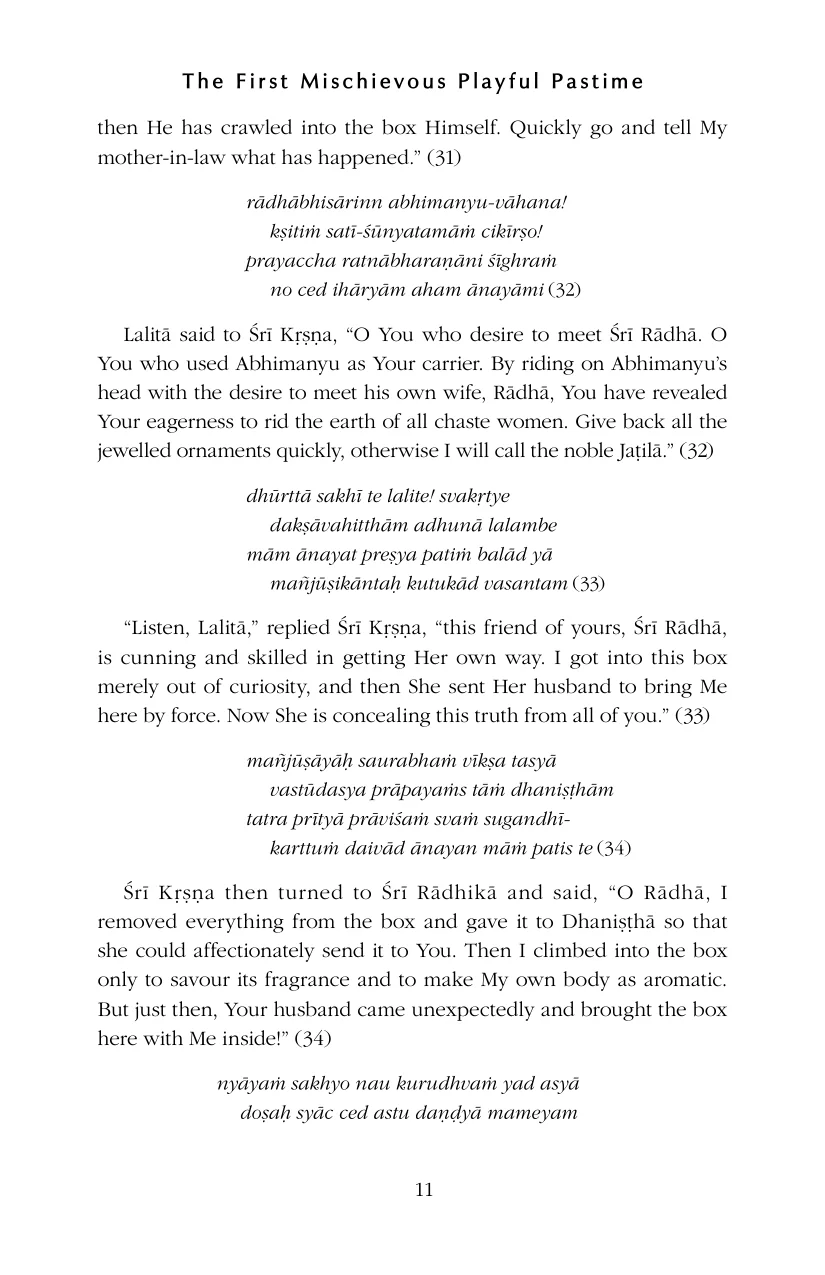 The First Mischievous Playful Pastime
then He has crawled into the box Himself. Quickly go and tell My
mother-in-law what has happened.” (31)
rādhābhisārinn abhimanyu-vāhana!
kṣitiṁ satī-śūnyatamāṁ cikīrṣo!
prayaccha ratnābharaṇāni śīghraṁ
no ced ihāryām aham ānayāmi (32)
Lalitā said to Śrī Kṛṣṇa, “O You who desire to meet Śrī Rādhā. O
You who used Abhimanyu as Your carrier. By riding on Abhimanyu’s
head with the desire to meet his own wife, Rādhā, You have revealed
Your eagerness to rid the earth of all chaste women. Give back all the
jewelled ornaments quickly, otherwise I will call the noble Jaṭilā.” (32)
dhūrttā sakhī te lalite! svakṛtye
dakṣāvahitthām adhunā lalambe
mām ānayat preṣya patiṁ balād yā
mañjūṣikāntaḥ kutukād vasantam (33)
“Listen, Lalitā,” replied Śrī Kṛṣṇa, “this friend of yours, Śrī Rādhā,
is cunning and skilled in getting Her own way. I got into this box
merely out of curiosity, and then She sent Her husband to bring Me
here by force. Now She is concealing this truth from all of you.” (33)
mañjūṣāyāḥ saurabhaṁ vīkṣa tasyā
vastūdasya prāpayaṁs tāṁ dhaniṣṭhām
tatra prītyā prāviśaṁ svaṁ sugandhī-
karttuṁ daivād ānayan māṁ patis te (34)
Śrī Kṛṣṇa then turned to Śrī Rādhikā and said, “O Rādhā, I
removed everything from the box and gave it to Dhaniṣṭhā so that
she could affectionately send it to You. Then I climbed into the box
only to savour its fragrance and to make My own body as aromatic.
But just then, Your husband came unexpectedly and brought the box
here with Me inside!” (34)
nyāyaṁ sakhyo nau kurudhvaṁ yad asyā
doṣaḥ syāc ced astu daṇḍyā mameyam
11